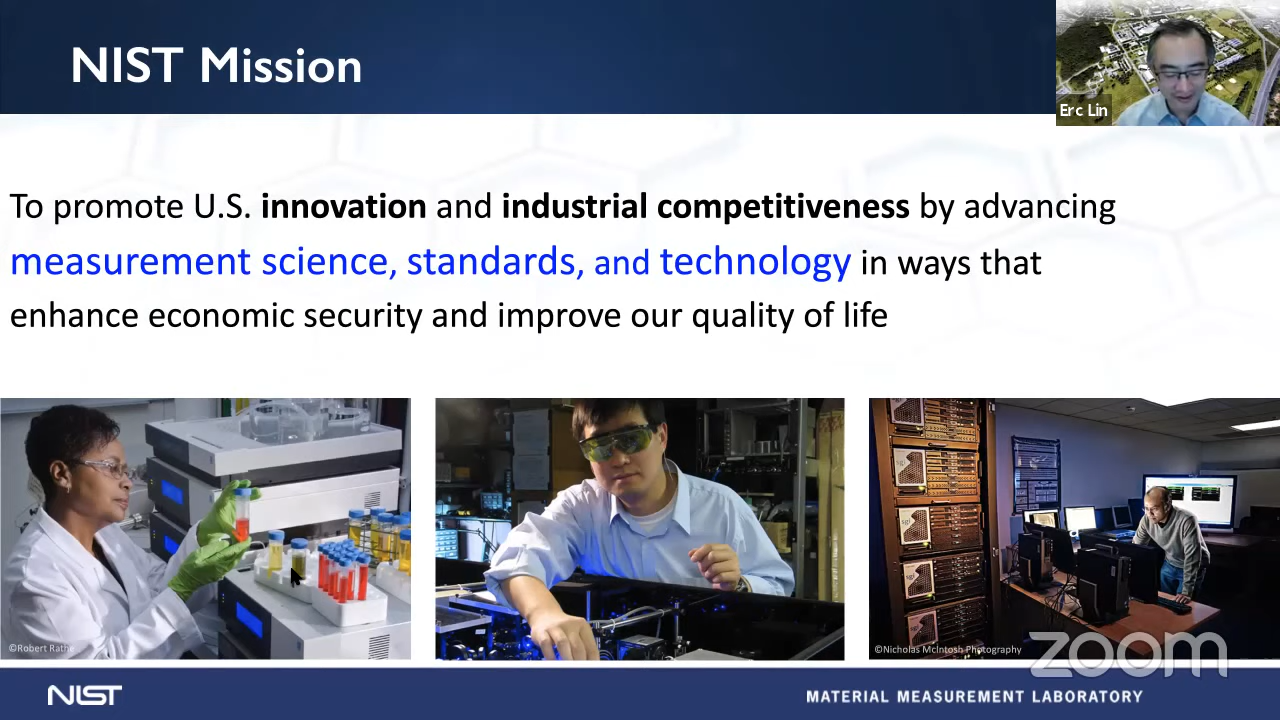 NIST Mission
Erc Lin
To promote U.S. innovation and industrial competitiveness by advancing
measurement science, standards, and technology in ways that
enhance economic security and improve our quality of life
©Robert Rathe
©Nicholas McIntosh Photography
zoom
NIST
MATERIAL MEASUREMENT LABORATORY